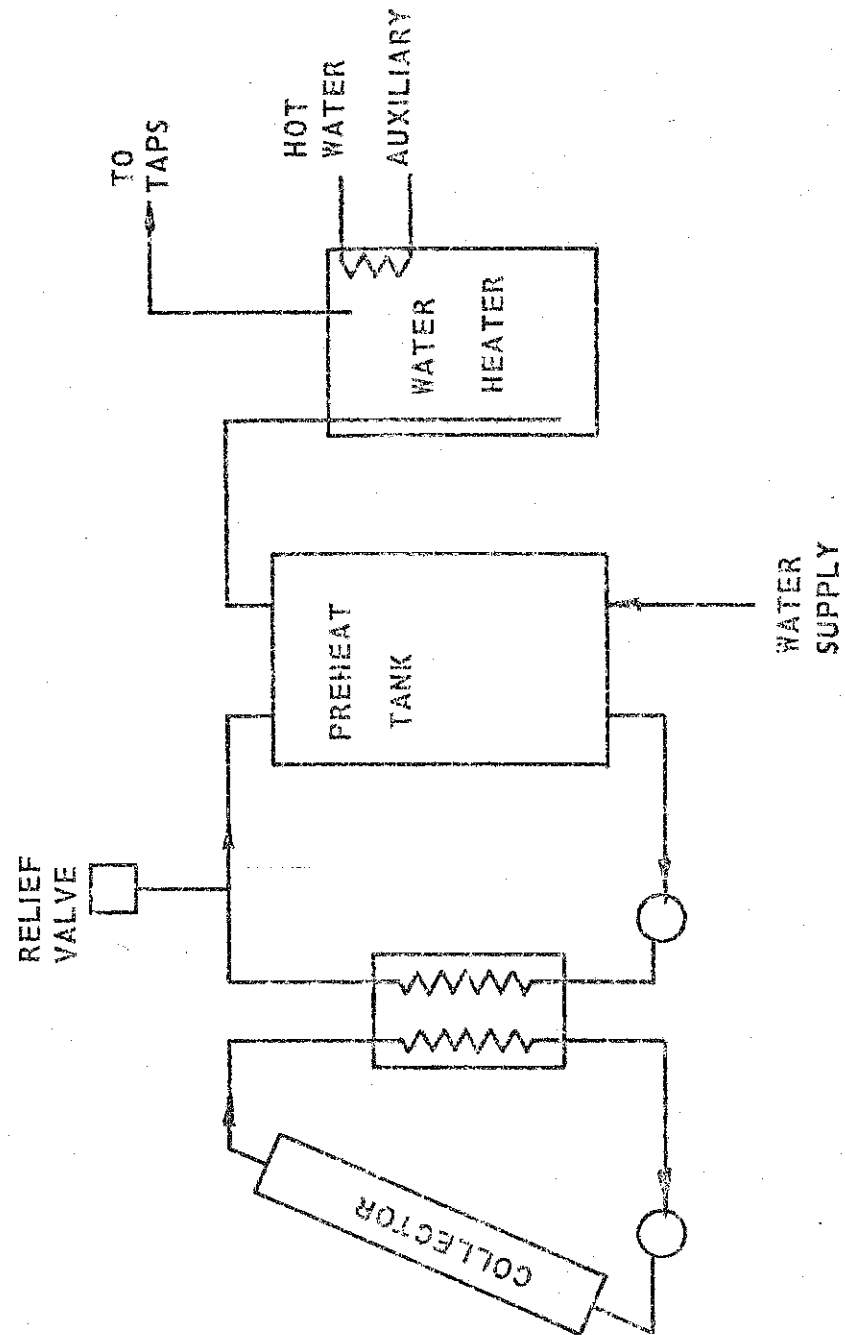 RELIEF
VALVE
TO
TAPS
HOT
WATER
AUXILIARY
COLLECTOR
PREHEAT
TANK
WATER
HEATER
WATER
SUPPLY